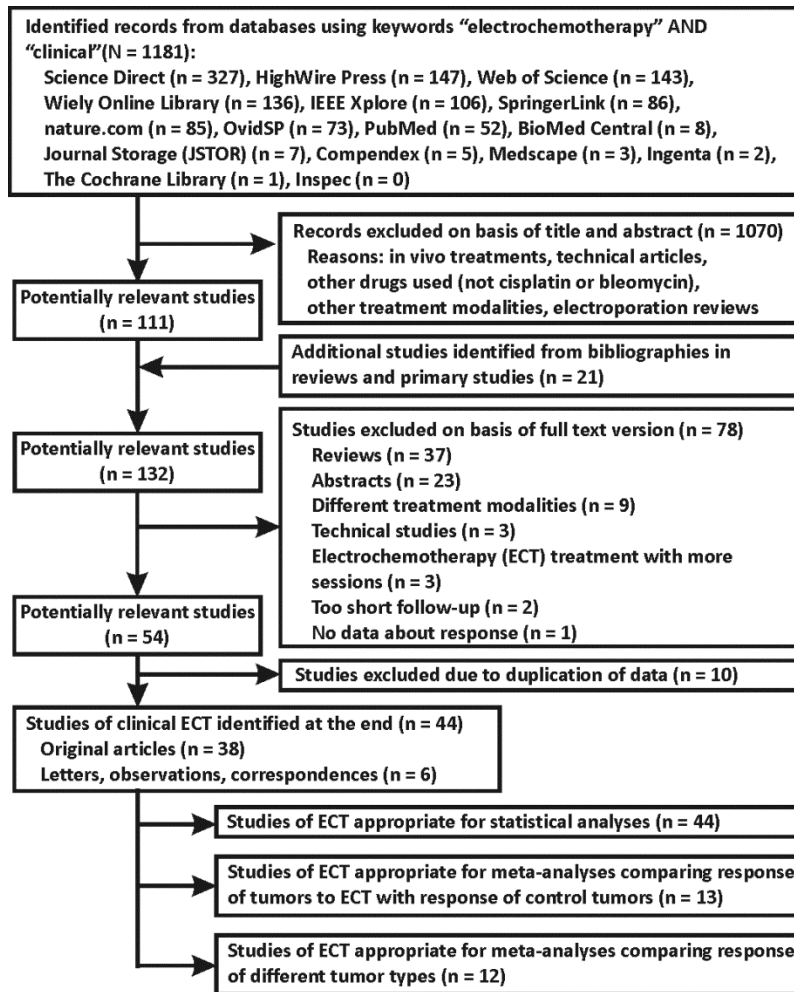 Identified records from databases using keywords “electrochemotherapy” AND
“clinical”(N = 1181):
Science Direct (n = 327), HighWire Press (n = 147), Web of Science (n = 143),
Wiely Online Library (n = 136), IEEE Xplore (n = 106), SpringerLink (n = 86),
nature.com (n = 85), OvidSP (n = 73), PubMed (n = 52), BioMed Central (n = 8),
Journal Storage (JSTOR) (n = 7), Compendex (n = 5), Medscape (n = 3), Ingenta (n = 2),
The Cochrane Library (n = 1), Inspec (n = 0)
Records excluded on basis of title and abstract (n = 1070)
Reasons: in vivo treatments, technical articles,
other drugs used (not cisplatin or bleomycin),
other treatment modalities, electroporation reviews
Potentially relevant studies
(n = 111)
Additional studies identified from bibliographies in
reviews and primary studies (n = 21)
Potentially relevant studies
(n = 132)
Studies excluded on basis of full text version (n = 78)
Reviews (n = 37)
Abstracts (n = 23)
Different treatment modalities (n = 9)
Technical studies (n = 3)
Electrochemotherapy (ECT) treatment with more
sessions (n = 3)
Too short follow-up (n = 2)
No data about response (n = 1)
Potentially relevant studies
(n = 54)
Studies excluded due to duplication of data (n = 10)
Studies of clinical ECT identified at the end (n = 44)
Original articles (n = 38)
Letters, observations, correspondences (n = 6)
Studies of ECT appropriate for statistical analyses (n = 44)
Studies of ECT appropriate for meta-analyses comparing response
of tumors to ECT with response of control tumors (n = 13)
Studies of ECT appropriate for meta-analyses comparing response
of different tumor types (n = 12)